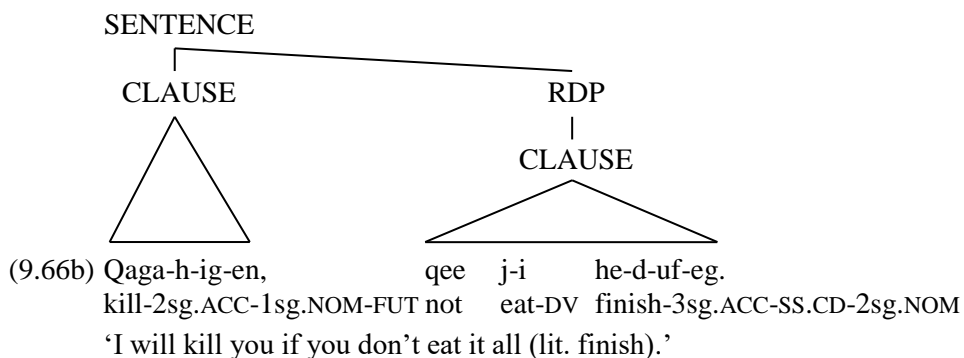 SENTENCE
CLAUSE RDP
CLAUSE
(9.66b) Qaga-h-ig-en, qee j-i he-d-uf-eg.
kill-2sg.ACC-1sg.NOM-FUT not eat-DV finish-3sg.ACC-SS.CD-2sg.NOM
‘I will kill you if you don’t eat it all (lit. finish).’